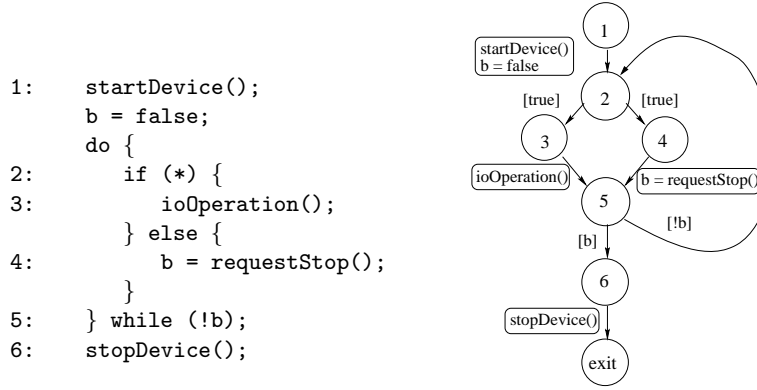 1: startDevice();
b = false;
do {
2: if (*) {
3: ioOperation();
} else {
4: b = requestStop();
}
5: } while (!b);
6: stopDevice();
1
startDevice()
b = false
2
[true]
[true]
3
4
ioOperation()
b = requestStop()
5
[!b]
[b]
6
stopDevice()
exit